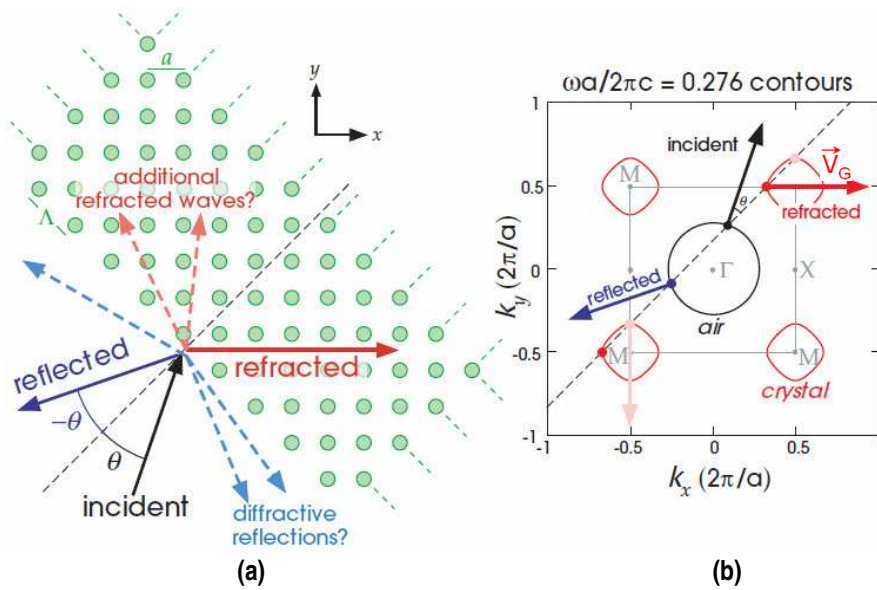 a
y
x
additional
refracted waves?
Λ
reflected
refracted
-θ
θ
incident
diffractive
reflections?
(a)
ωa/2πc = 0.276 contours
1
0.5
0
-0.5
-1
k_y (2π/a)
incident
θ
M
V_G
refracted
Γ
X
reflected
air
M
M
crystal
-1
-0.5
0
0.5
1
k_x (2π/a)
(b)